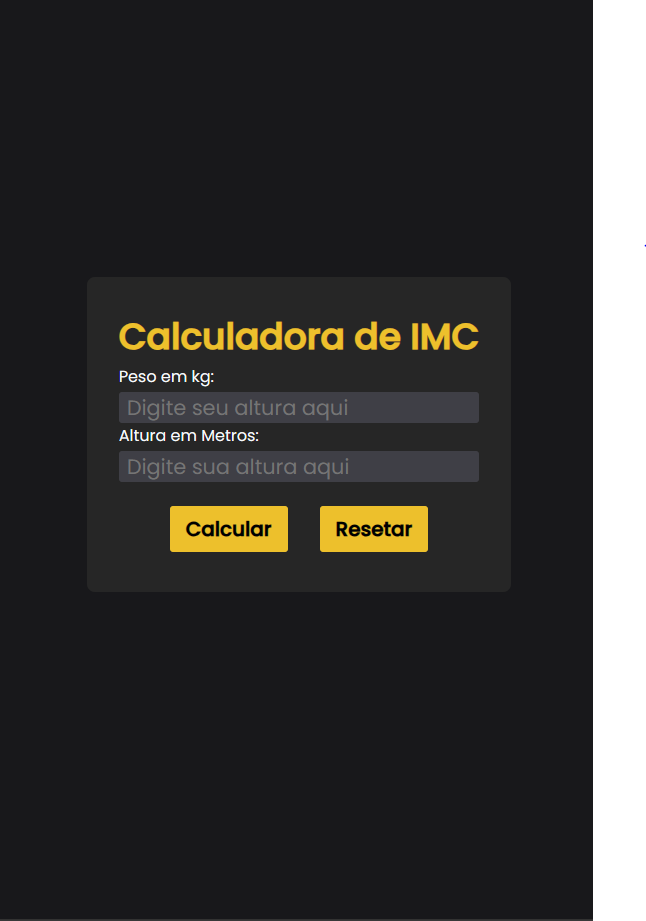 Calculadora de IMC
Peso em kg:
Digite seu altura aqui
Altura em Metros:
Digite sua altura aqui
Calcular Resetar